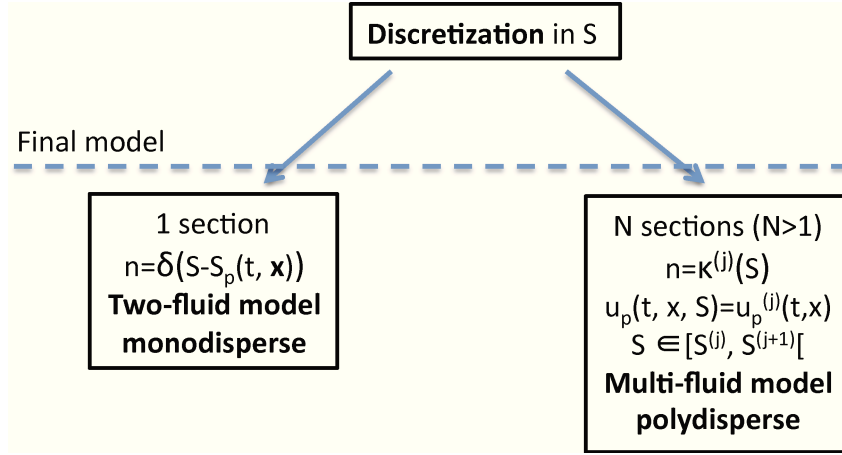 Discretization in S
Final model
1 section
n=δ(S-Sₚ(t, x))
Two-fluid model
monodisperse
N sections (N>1)
n=κ⁽ʲ⁾(S)
uₚ(t, x, S)=uₚ⁽ʲ⁾(t,x)
S ∈ [S⁽ʲ⁾, S⁽ʲ⁺¹⁾[
Multi-fluid model
polydisperse